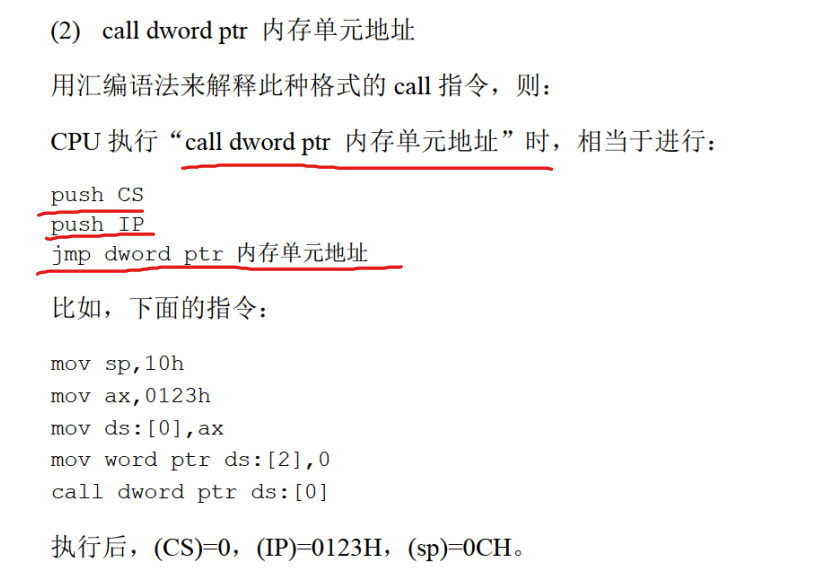 (2) call dword ptr 内存单元地址
用汇编语法来解释此种格式的 call 指令，则：
CPU 执行“call dword ptr 内存单元地址”时，相当于进行：
push CS
push IP
jmp dword ptr 内存单元地址
比如，下面的指令：
mov sp,10h
mov ax,0123h
mov ds:[0],ax
mov word ptr ds:[2],0
call dword ptr ds:[0]
执行后，(CS)=0，(IP)=0123H，(sp)=0CH。